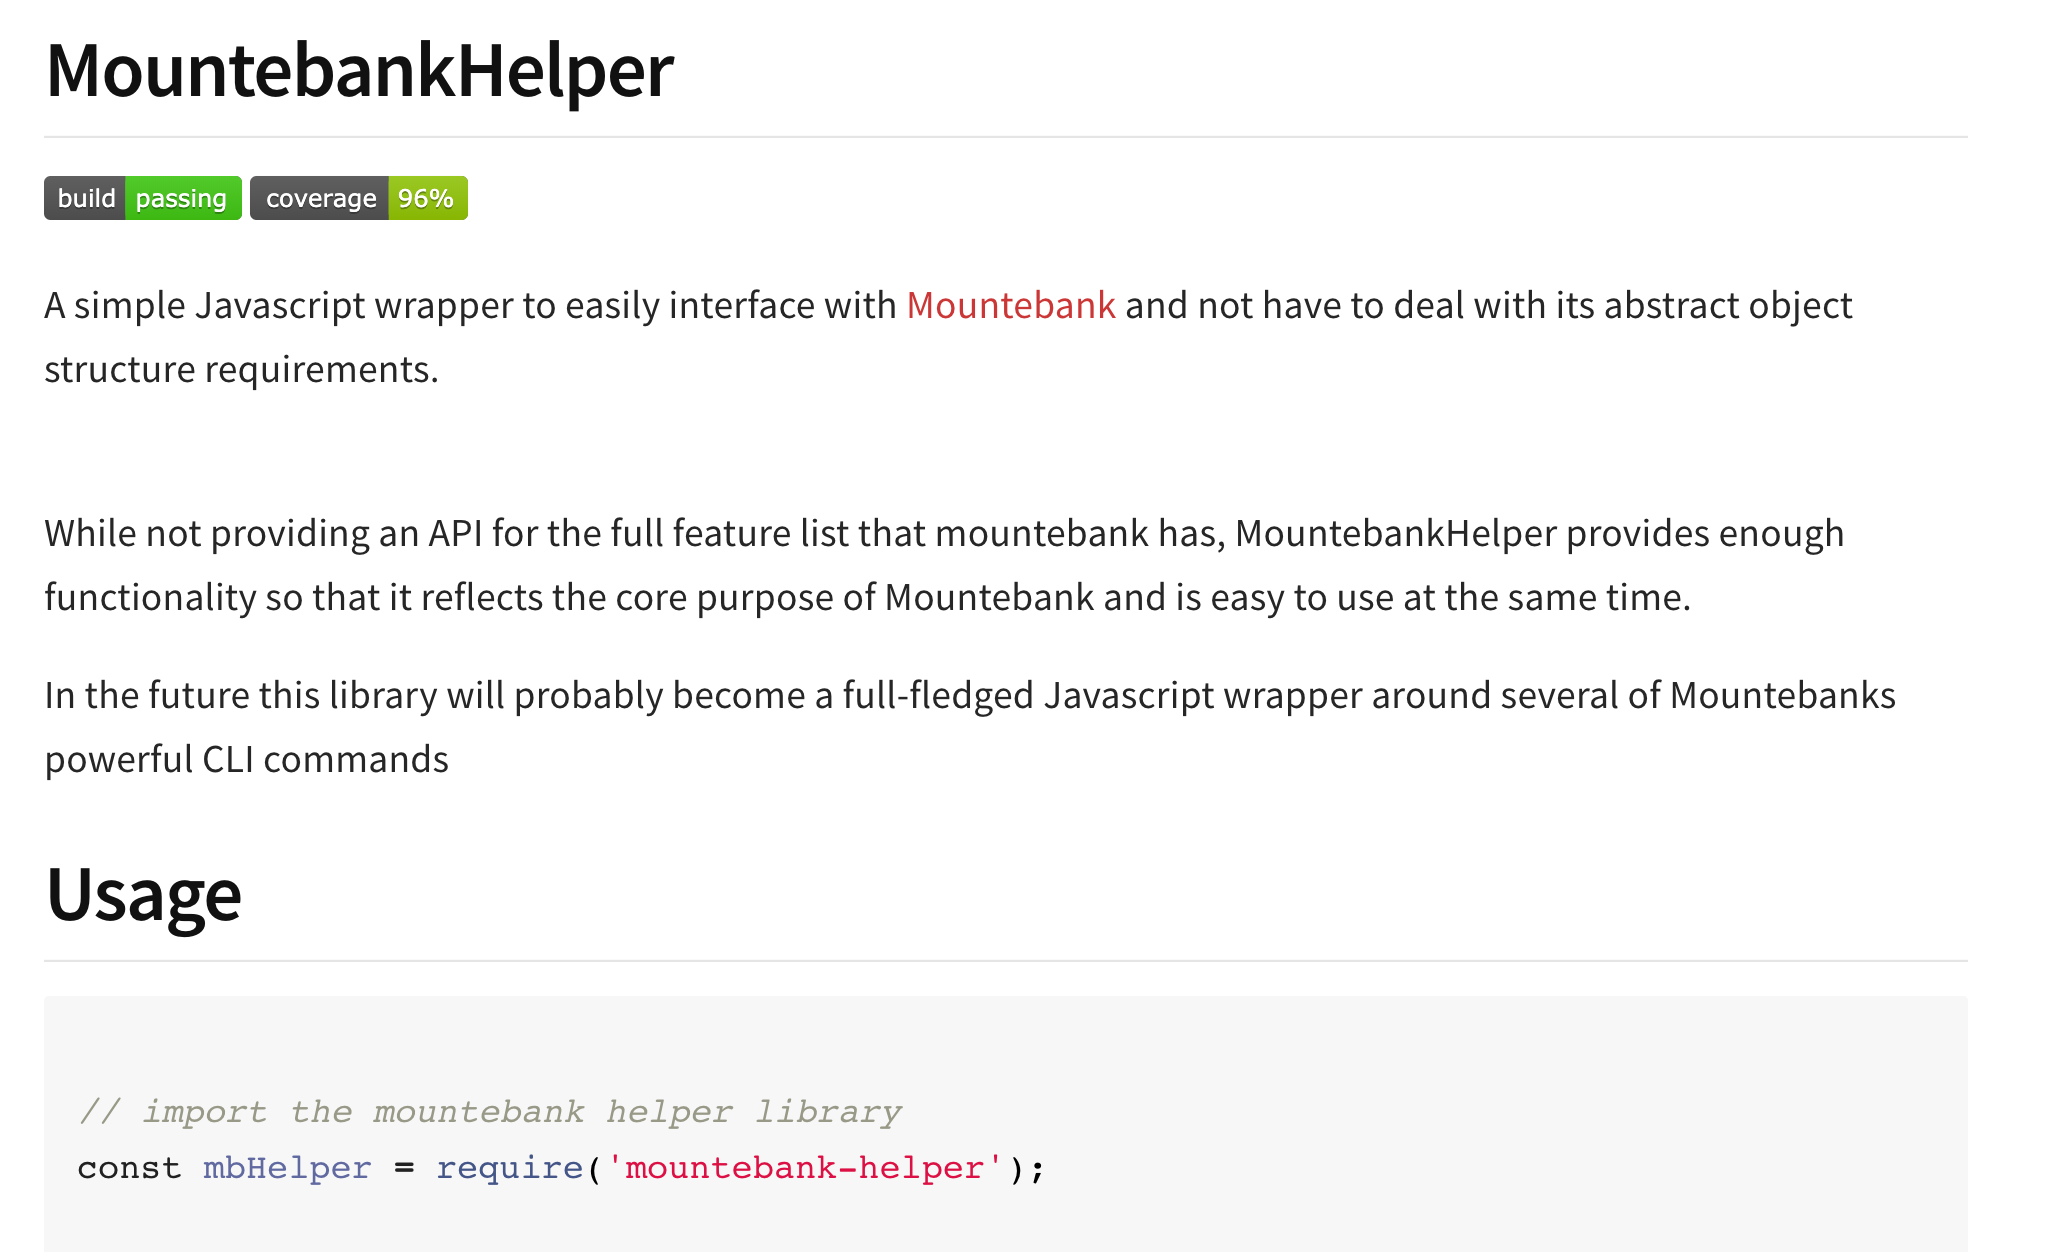 MountebankHelper
build passing coverage 96%
A simple Javascript wrapper to easily interface with Mountebank and not have to deal with its abstract object
structure requirements.
While not providing an API for the full feature list that mountebank has, MountebankHelper provides enough
functionality so that it reflects the core purpose of Mountebank and is easy to use at the same time.
In the future this library will probably become a full-fledged Javascript wrapper around several of Mountebanks
powerful CLI commands
Usage
// import the mountebank helper library
const mbHelper = require('mountebank-helper');